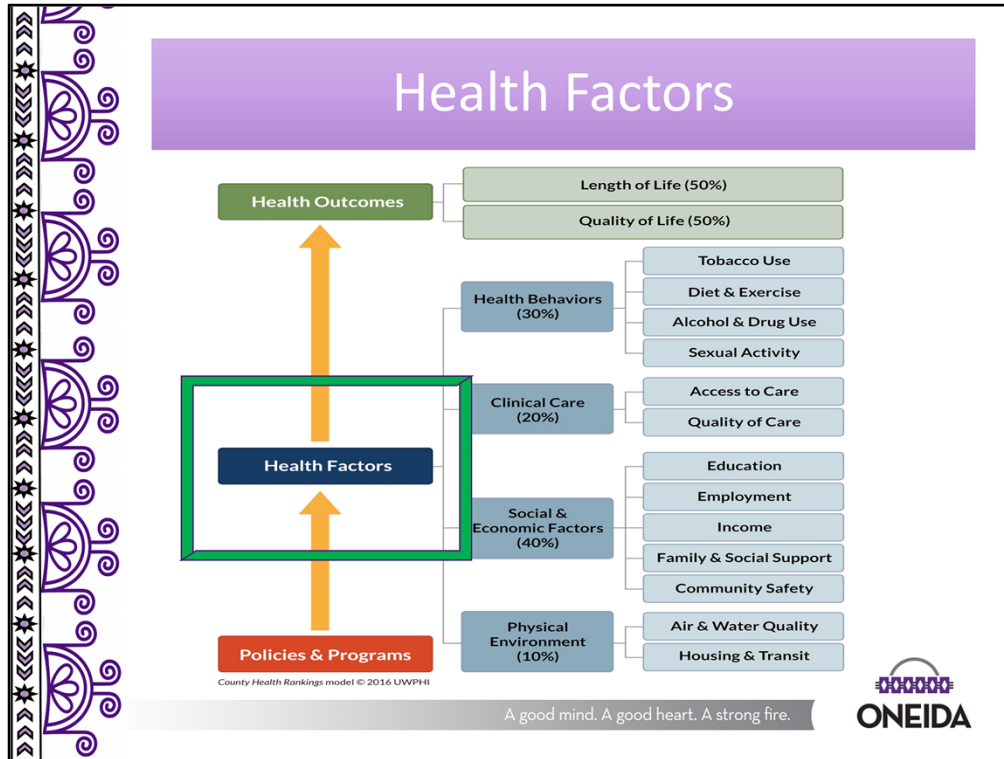 Health Factors
Health Outcomes
Length of Life (50%)
Quality of Life (50%)
Health Behaviors
(30%)
Tobacco Use
Diet & Exercise
Alcohol & Drug Use
Sexual Activity
Clinical Care
(20%)
Access to Care
Quality of Care
Health Factors
Social &
Economic Factors
(40%)
Education
Employment
Income
Family & Social Support
Community Safety
Physical
Environment
(10%)
Air & Water Quality
Housing & Transit
Policies & Programs
County Health Rankings model © 2016 UWPHI
A good mind. A good heart. A strong fire.
ONEIDA